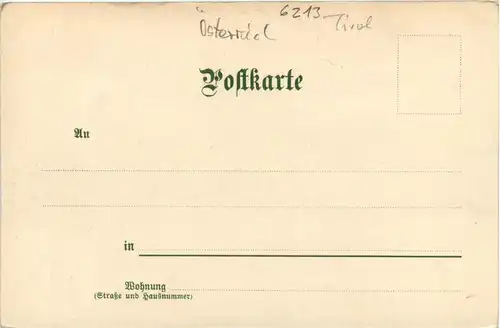 Österreich 6213 Tirol
Postkarte
An
in
Wohnung
(Straße und Hausnummer)